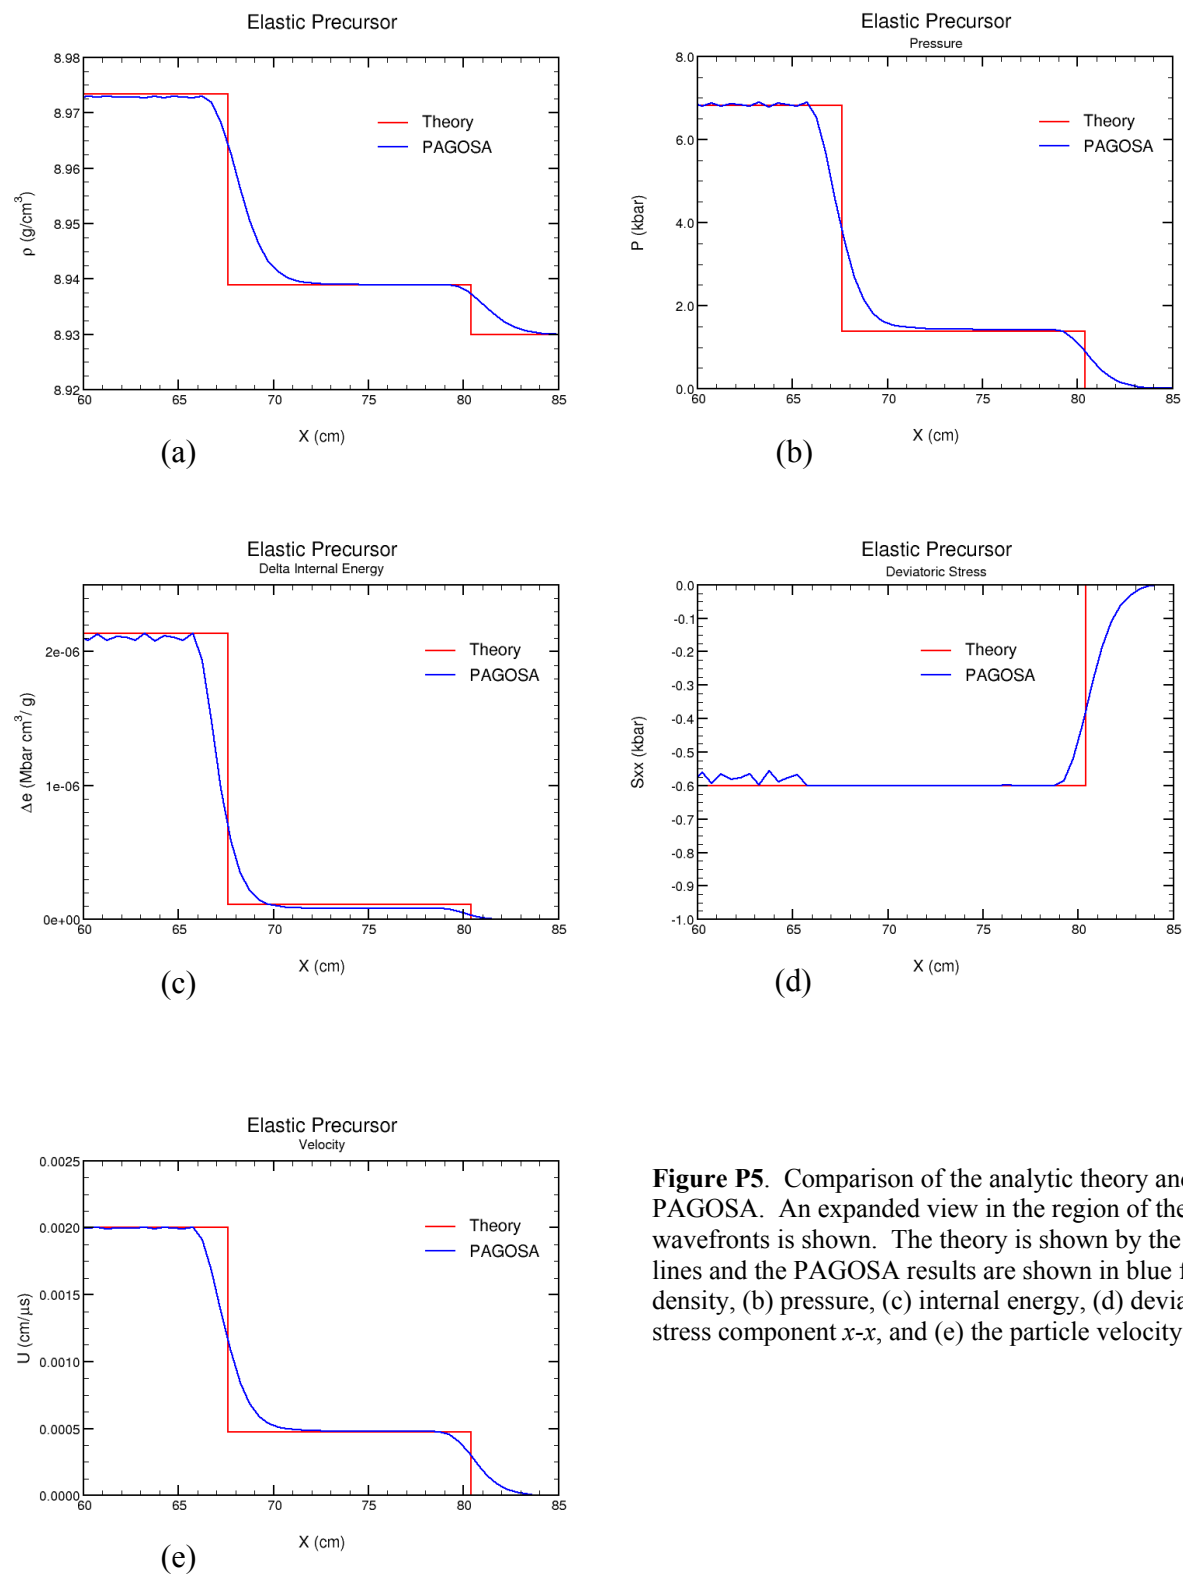 Elastic Precursor
8.98
8.97
8.96
8.95
8.94
8.93
8.92
ρ (g/cm³)
Theory
PAGOSA
60 65 70 75 80 85
X (cm)
(a)
Elastic Precursor
Pressure
8.0
6.0
4.0
2.0
0.0
P (kbar)
Theory
PAGOSA
60 65 70 75 80 85
X (cm)
(b)
Elastic Precursor
Delta Internal Energy
2e-06
1e-06
0e+00
Δe (Mbar cm³/ g)
Theory
PAGOSA
60 65 70 75 80 85
X (cm)
(c)
Elastic Precursor
Deviatoric Stress
0.0
-0.1
-0.2
-0.3
-0.4
-0.5
-0.6
-0.7
-0.8
-0.9
-1.0
Sxx (kbar)
Theory
PAGOSA
60 65 70 75 80 85
X (cm)
(d)
Elastic Precursor
Velocity
0.0025
0.0020
0.0015
0.0010
0.0005
0.0000
U (cm/µs)
Theory
PAGOSA
60 65 70 75 80 85
X (cm)
(e)
Figure P5. Comparison of the analytic theory and
PAGOSA. An expanded view in the region of the
wavefronts is shown. The theory is shown by the
lines and the PAGOSA results are shown in blue
density, (b) pressure, (c) internal energy, (d)
stress component x-x, and (e) the particle velocity